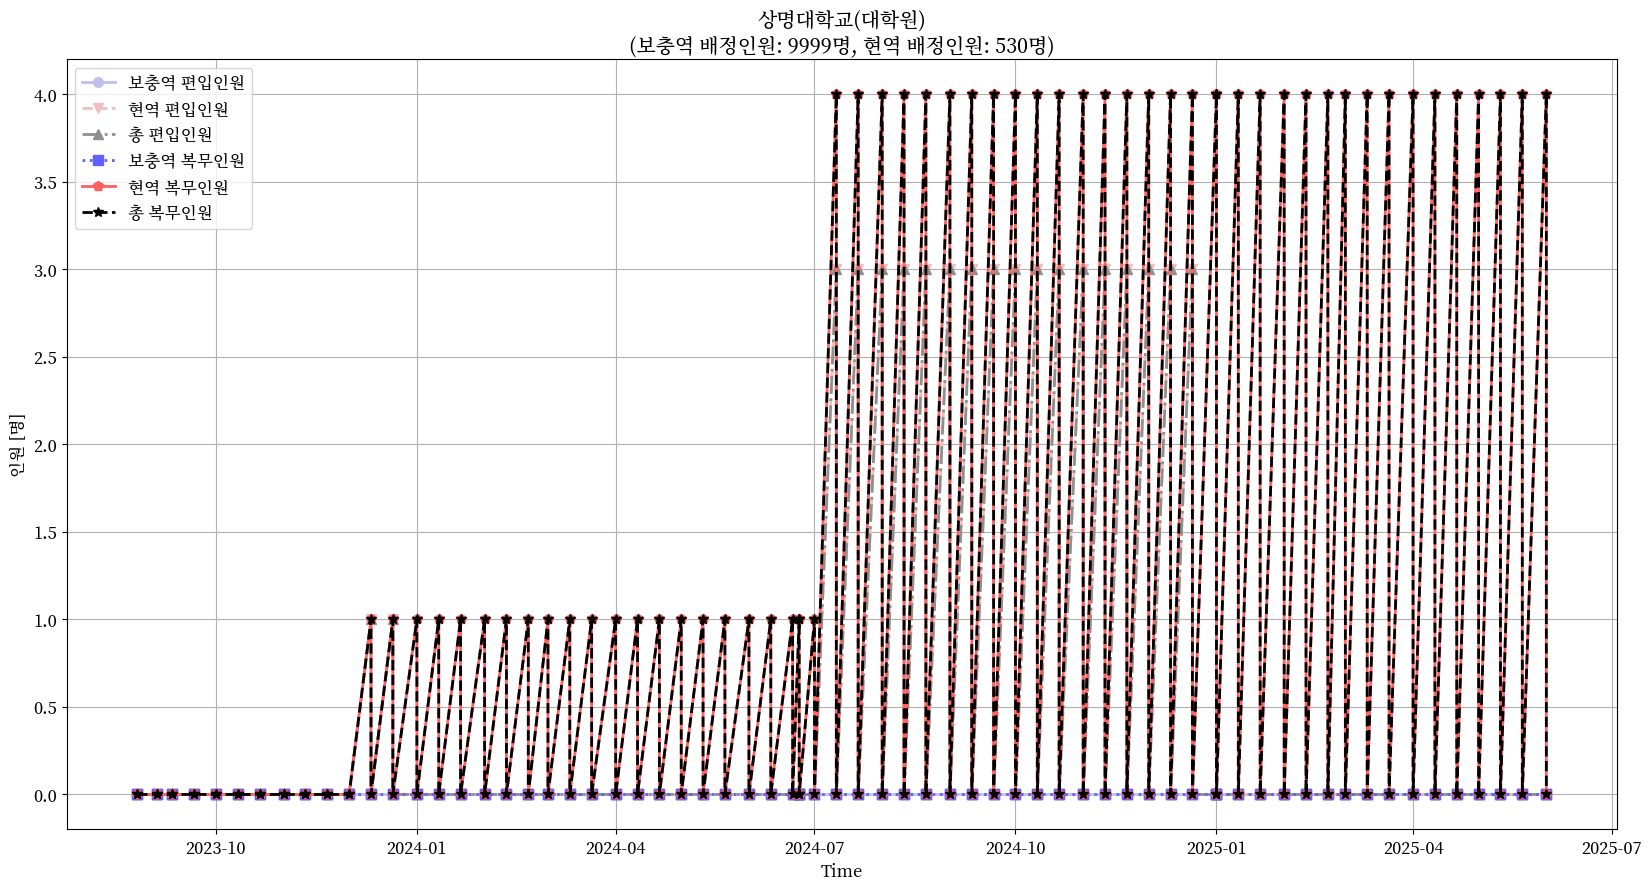 상명대학교(대학원)
(보충역 배정인원: 9999명, 현역 배정인원: 530명)
보충역 편입인원
현역 편입인원
총 편입인원
보충역 복무인원
현역 복무인원
총 복무인원
인원 [명]
4.0
3.5
3.0
2.5
2.0
1.5
1.0
0.5
0.0
2023-10
2024-01
2024-04
2024-07
2024-10
2025-01
2025-04
2025-07
Time